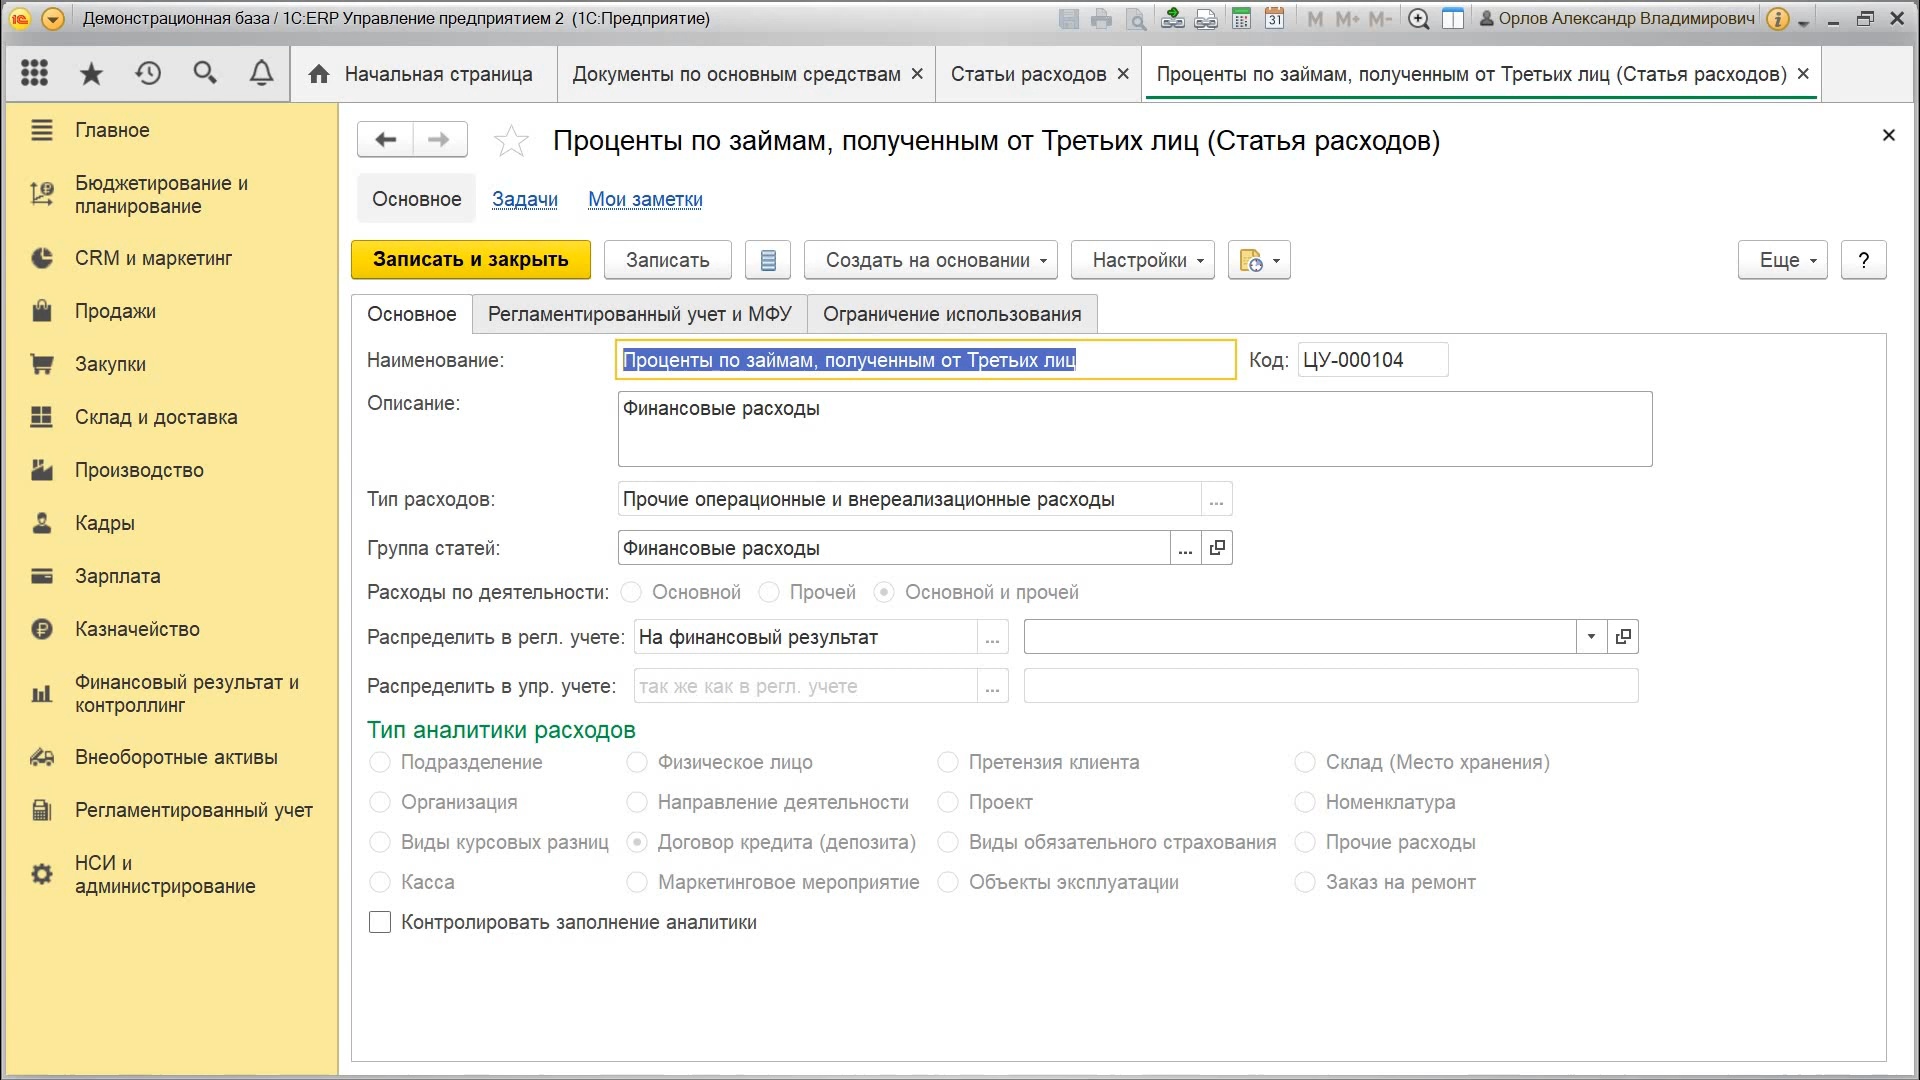 Демонстрационная база / 1С:ERP Управление предприятием 2 (1С:Предприятие)
M M+ M- Орлов Александр Владимирович
Начальная страница Документы по основным средствам Статьи расходов Проценты по займам, полученным от Третьих лиц (Статья расходов)
Главное
Бюджетирование и
планирование
CRM и маркетинг
Продажи
Закупки
Склад и доставка
Производство
Кадры
Зарплата
Казначейство
Финансовый результат и
контроллинг
Внеоборотные активы
Регламентированный учет
НСИ и
администрирование
Проценты по займам, полученным от Третьих лиц (Статья расходов)
Основное Задачи Мои заметки
Записать и закрыть Записать Создать на основании Настройки Еще ?
Основное Регламентированный учет и МФУ Ограничение использования
Наименование: Проценты по займам, полученным от Третьих лиц Код: ЦУ-000104
Описание: Финансовые расходы
Тип расходов: Прочие операционные и внереализационные расходы ...
Группа статей: Финансовые расходы ...
Расходы по деятельности: Основной Прочей Основной и прочей
Распределить в регл. учете: На финансовый результат ...
Распределить в упр. учете: так же как в регл. учете ...
Тип аналитики расходов
Подразделение Физическое лицо Претензия клиента Склад (Место хранения)
Организация Направление деятельности Проект Номенклатура
Виды курсовых разниц Договор кредита (депозита) Виды обязательного страхования Прочие расходы
Касса Маркетинговое мероприятие Объекты эксплуатации Заказ на ремонт
Контролировать заполнение аналитики